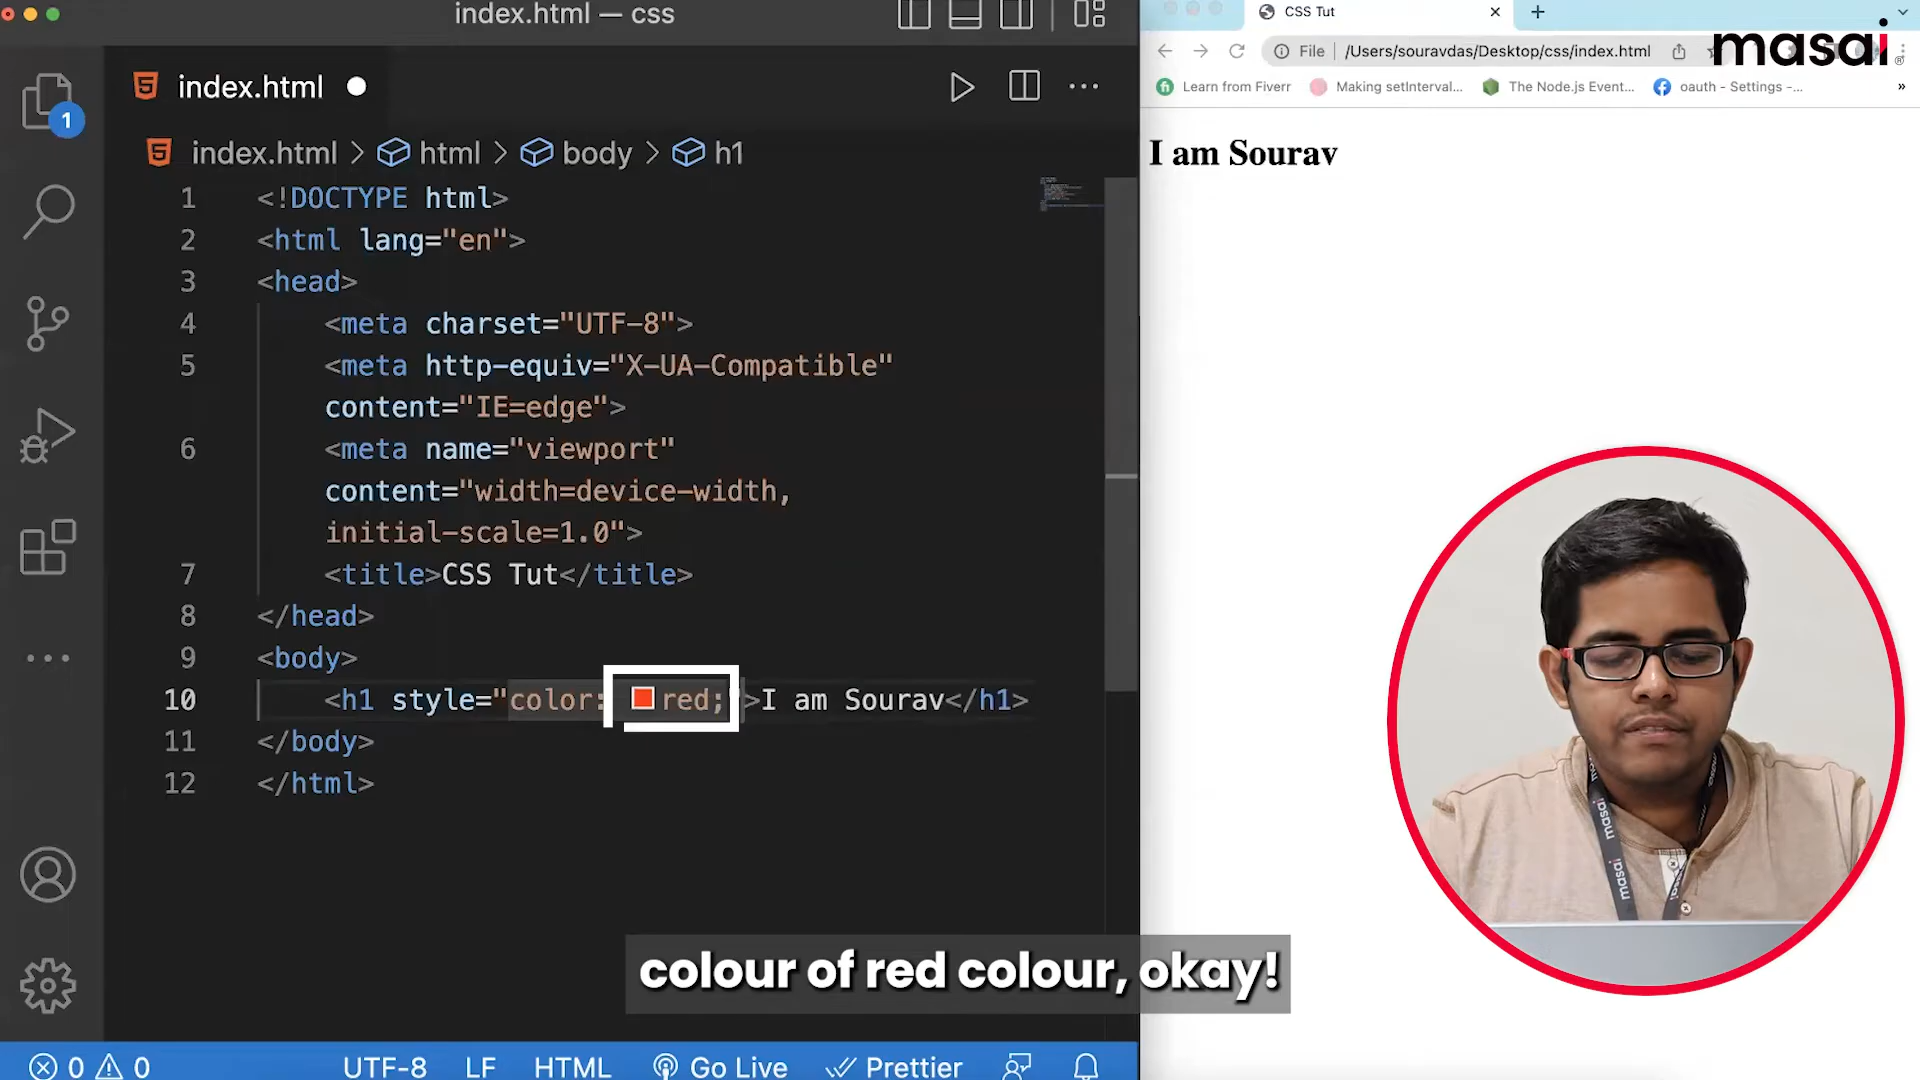 index.html — css
index.html
1
index.html > html > body > h1
1 <!DOCTYPE html>
2 <html lang="en">
3 <head>
4 <meta charset="UTF-8">
5 <meta http-equiv="X-UA-Compatible"
content="IE=edge">
6 <meta name="viewport"
content="width=device-width,
initial-scale=1.0">
7 <title>CSS Tut</title>
8 </head>
9 <body>
10 <h1 style="color: red;">I am Sourav</h1>
11 </body>
12 </html>
0 0 UTF-8 LF HTML Go Live Prettier
CSS Tut
File /Users/souravdas/Desktop/css/index.html
masai
Learn from Fiverr Making setInterval... The Node.js Event... oauth - Settings -... »
I am Sourav
masai
masai
colour of red colour, okay!